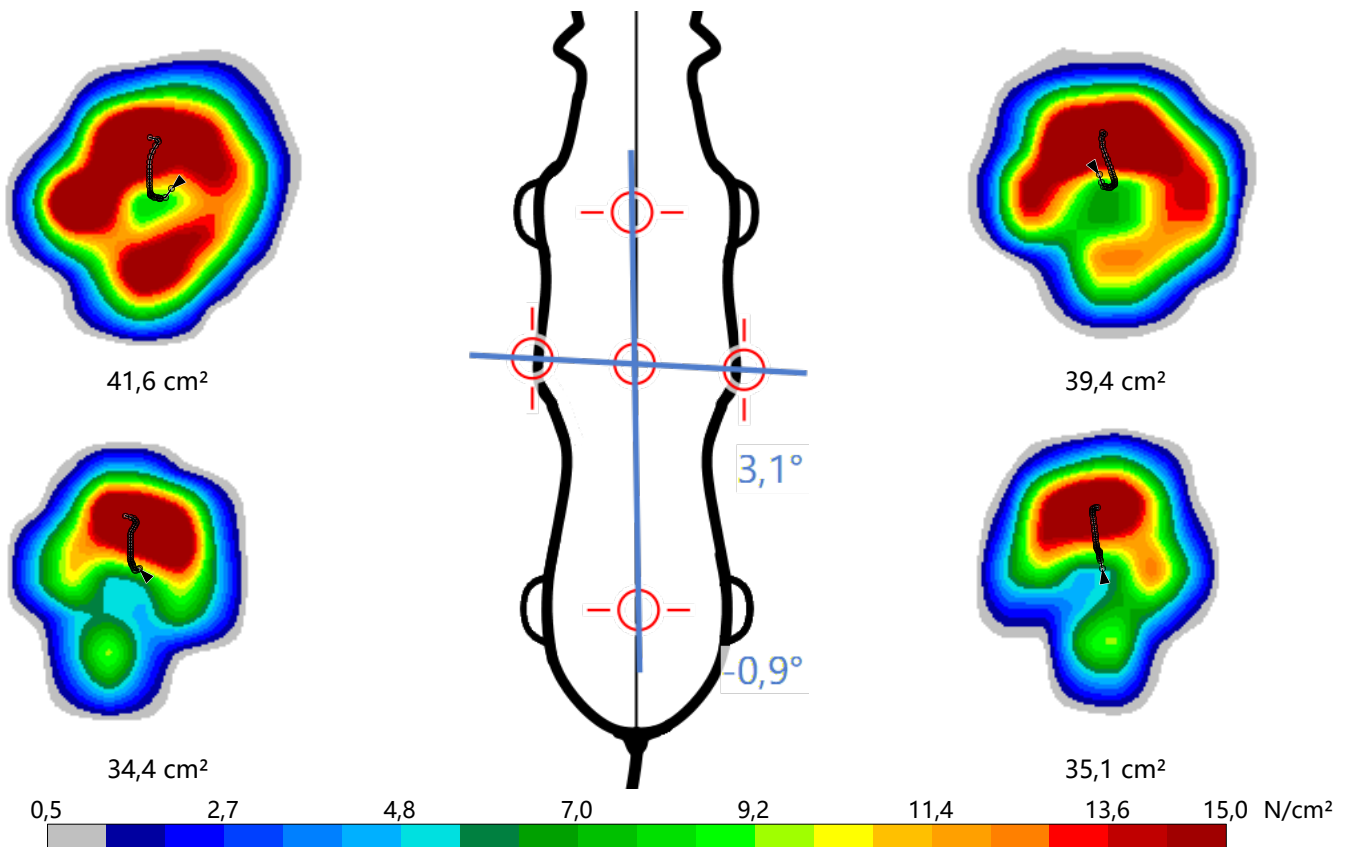 41,6 cm²
39,4 cm²
3,1°
-0,9°
34,4 cm²
35,1 cm²
0,5 2,7 4,8 7,0 9,2 11,4 13,6 15,0 N/cm²